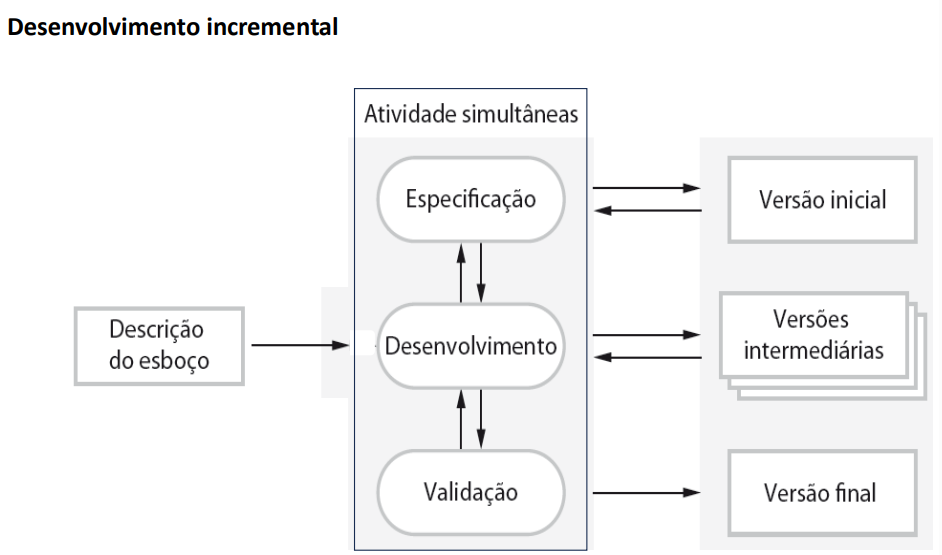 Desenvolvimento incremental
Atividade simultâneas
Especificação
Versão inicial
Descrição
do esboço
Desenvolvimento
Versões
intermediárias
Validação
Versão final